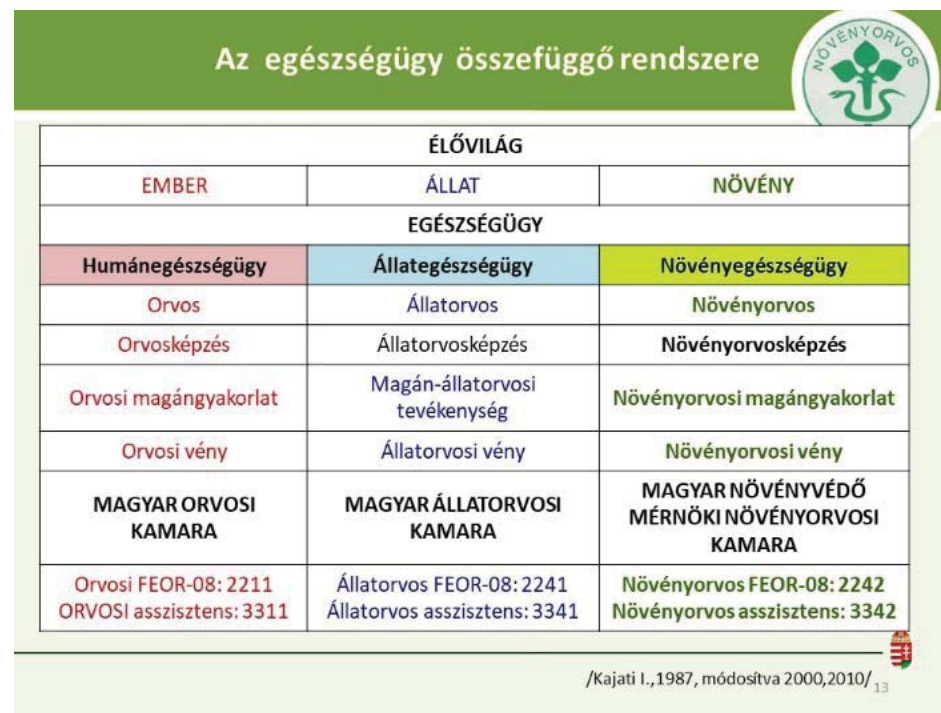 Az egészségügy összefüggő rendszere
NÖVÉNYORVOS
ÉLŐVILÁG
EMBER ÁLLAT NÖVÉNY
EGÉSZSÉGÜGY
Humánegészségügy Állategészségügy Növényegészségügy
Orvos Állatorvos Növényorvos
Orvosképzés Állatorvosképzés Növényorvosképzés
Orvosi magángyakorlat
Magán-állatorvosi
tevékenység
Növényorvosi magángyakorlat
Orvosi vény Állatorvosi vény Növényorvosi vény
MAGYAR ORVOSI
KAMARA
MAGYAR ÁLLATORVOSI
KAMARA
MAGYAR NÖVÉNYVÉDŐ
MÉRNÖKI NÖVÉNYORVOSI
KAMARA
Orvosi FEOR-08: 2211
ORVOSI asszisztens: 3311
Állatorvos FEOR-08: 2241
Állatorvos asszisztens: 3341
Növényorvos FEOR-08: 2242
Növényorvos asszisztens: 3342
/Kajati I.,1987, módosítva 2000,2010/
13